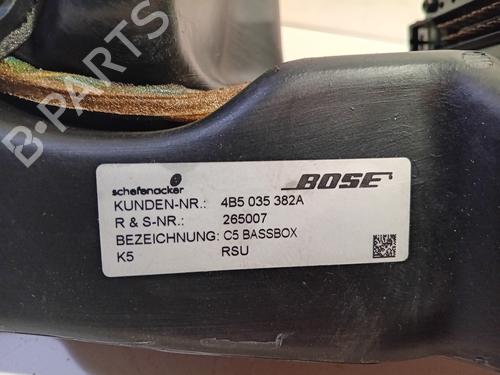 B-PARTS
schefenacker
BOSE
KUNDEN-NR.: 4B5 035 382A
R & S-NR.: 265007
BEZEICHNUNG: C5 BASSBOX
K5 RSU